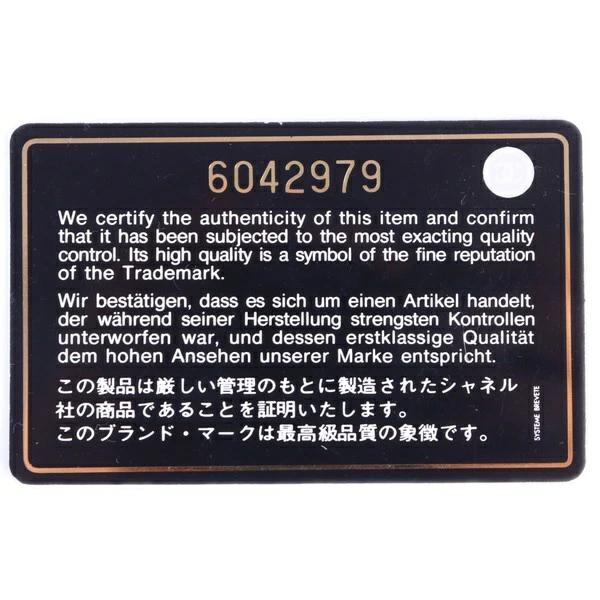 6042979
We certify the authenticity of this item and confirm
that it has been subjected to the most exacting quality
control. Its high quality is a symbol of the fine reputation
of the Trademark.
Wir bestätigen, dass es sich um einen Artikel handelt,
der während seiner Herstellung strengsten Kontrollen
unterworfen war, und dessen erstklassige Qualität
dem hohen Ansehen unserer Marke entspricht.
この製品は厳しい管理のもとに製造されたシャネル
社の商品であることを証明いたします。
このブランド・マークは最高級品質の象徴です。
SYSTEME BREVETE